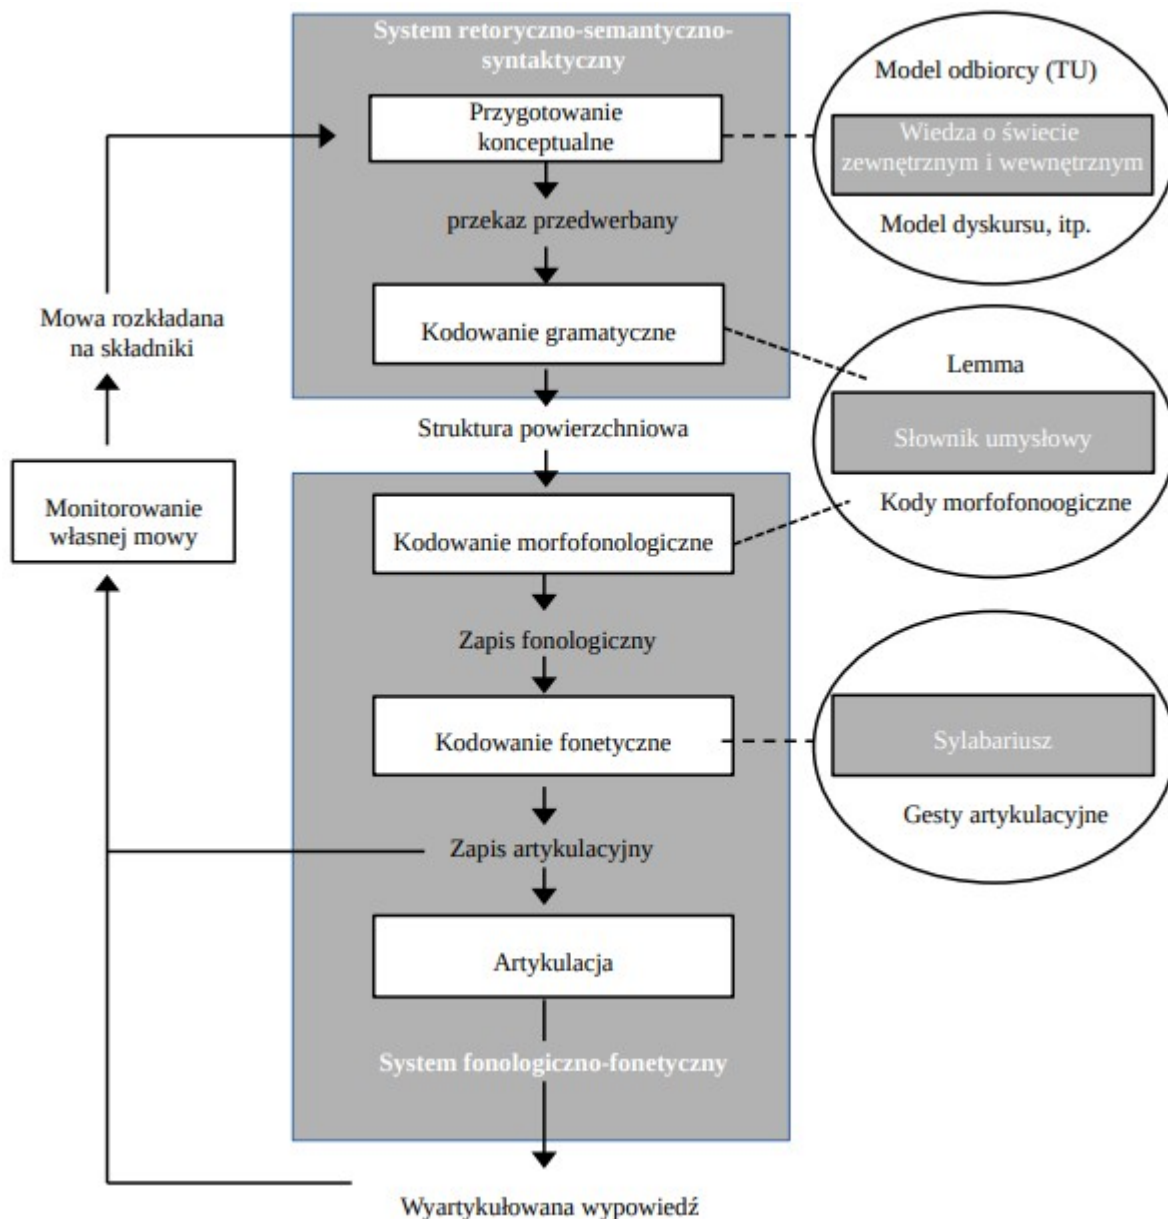 System retoryczno-semantyczno-
syntaktyczny
Przygotowanie
konceptualne
przekaz przedwerbany
Kodowanie gramatyczne
Struktura powierzchniowa
Kodowanie morfofonologiczne
Zapis fonologiczny
Kodowanie fonetyczne
Zapis artykulacyjny
Artykulacja
System fonologiczno-fonetyczny
Wyartykułowana wypowiedź
Mowa rozkładana
na składniki
Monitorowanie
własnej mowy
Model odbiorcy (TU)
Wiedza o świecie
zewnętrznym i wewnętrznym
Model dyskursu, itp.
Lemma
Słownik umysłowy
Kody morfofonoogiczne
Sylabariusz
Gesty artykulacyjne